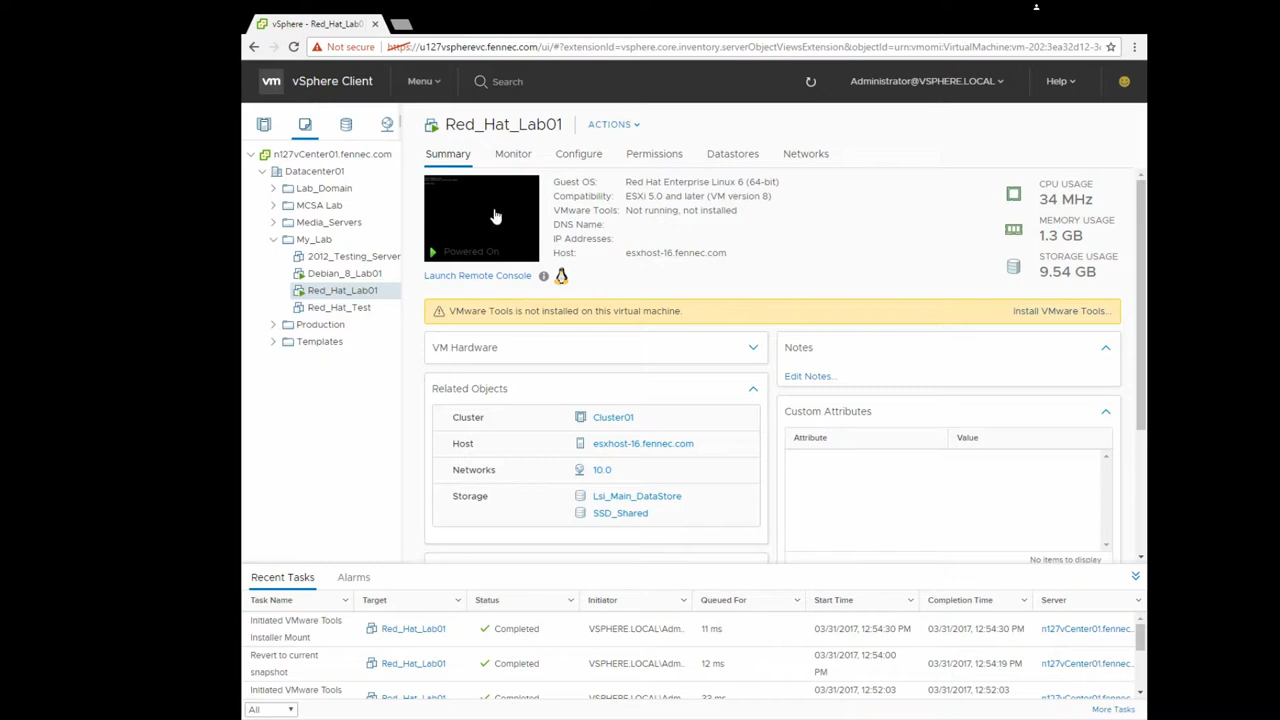 vSphere - Red_Hat_Lab0
Not secure https://u127vspherevc.fennec.com/ui/#?extensionId=vsphere.core.inventory.serverObjectViewsExtension&objectId=urn:vmomi:VirtualMachine:vm-202:3ea32d12-3
vm vSphere Client Menu Search Administrator@VSPHERE.LOCAL Help
Red_Hat_Lab01 ACTIONS
Summary Monitor Configure Permissions Datastores Networks
n127vCenter01.fennec.com
Datacenter01
Lab_Domain
MCSA Lab
Media_Servers
My_Lab
2012_Testing_Server
Debian_8_Lab01
Red_Hat_Lab01
Red_Hat_Test
Production
Templates
Powered On
Launch Remote Console
Guest OS: Red Hat Enterprise Linux 6 (64-bit)
Compatibility: ESXi 5.0 and later (VM version 8)
VMware Tools: Not running, not installed
DNS Name:
IP Addresses:
Host: esxhost-16.fennec.com
CPU USAGE
34 MHz
MEMORY USAGE
1.3 GB
STORAGE USAGE
9.54 GB
VMware Tools is not installed on this virtual machine. Install VMware Tools...
VM Hardware
Related Objects
Cluster Cluster01
Host esxhost-16.fennec.com
Networks 10.0
Storage Lsi_Main_DataStore
SSD_Shared
Notes
Edit Notes...
Custom Attributes
Attribute Value
No items to display
Recent Tasks Alarms
Task Name Target Status Initiator Queued For Start Time Completion Time Server
Initiated VMware Tools
Installer Mount
Red_Hat_Lab01 Completed VSPHERE.LOCAL\Adm... 11 ms 03/31/2017, 12:54:30 PM 03/31/2017, 12:54:30 PM n127vCenter01.fennec...
Revert to current
snapshot
Red_Hat_Lab01 Completed VSPHERE.LOCAL\Adm... 12 ms 03/31/2017, 12:54:00
PM
03/31/2017, 12:54:19 PM n127vCenter01.fennec...
Initiated VMware Tools
Red_Hat_Lab01 Completed VSPHERE.LOCAL\Adm... 33 ms 03/31/2017, 12:52:03 03/31/2017, 12:52:03 n127vCenter01.fennec...
All More Tasks